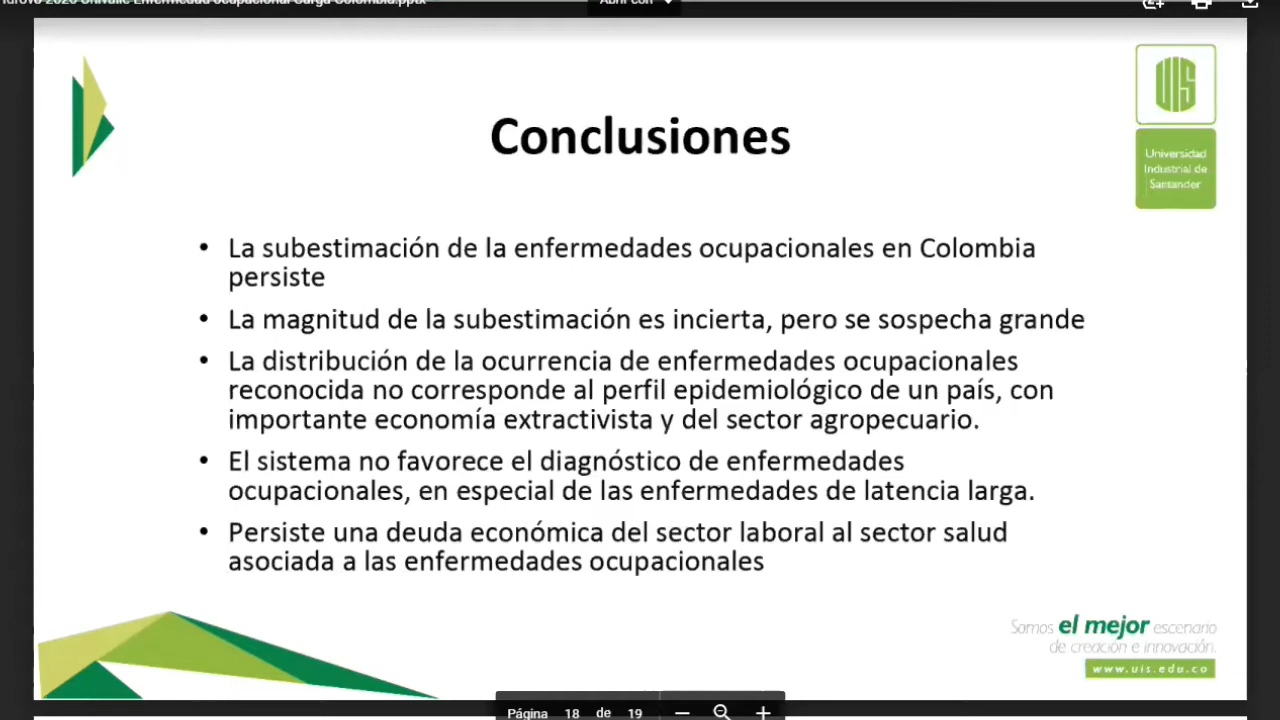 Abrir con
UIS
Universidad
Industrial de
Santander
Conclusiones
• La subestimación de la enfermedades ocupacionales en Colombia
persiste
• La magnitud de la subestimación es incierta, pero se sospecha grande
• La distribución de la ocurrencia de enfermedades ocupacionales
reconocida no corresponde al perfil epidemiológico de un país, con
importante economía extractivista y del sector agropecuario.
• El sistema no favorece el diagnóstico de enfermedades
ocupacionales, en especial de las enfermedades de latencia larga.
• Persiste una deuda económica del sector laboral al sector salud
asociada a las enfermedades ocupacionales
Somos el mejor escenario
de creación e innovación.
www.uis.edu.co
Página 18 de 19